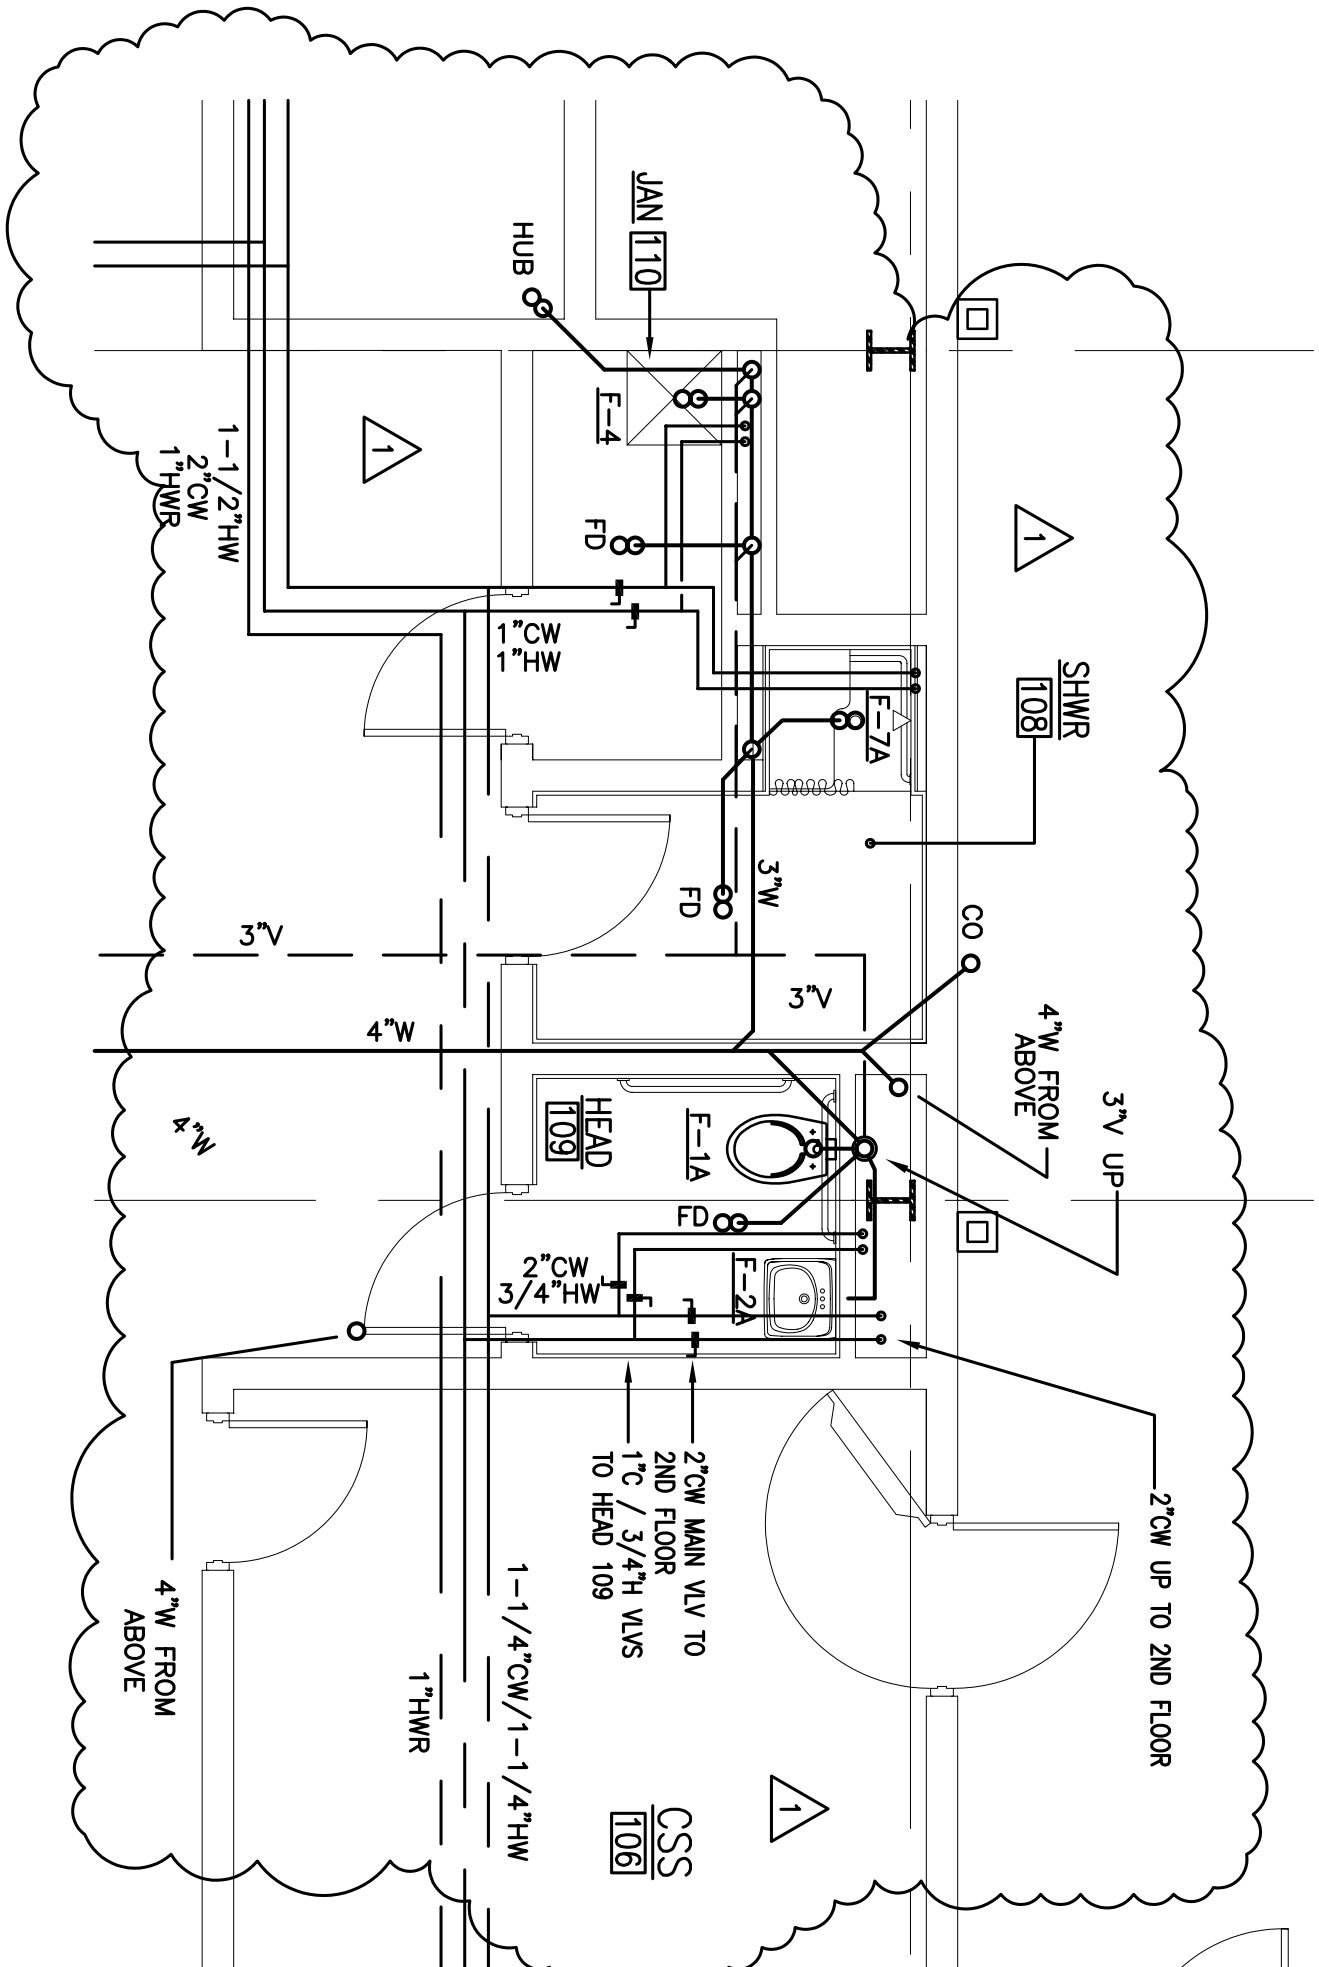 JAN
110
HUB
F-4
FD
1
1
1-1/2"HW
2"CW
1"HWR
1"CW
1"HW
SHWR
108
F-7A
FD
3"W
CO
3"V
3"V
4"W
4"W FROM
ABOVE
3"V UP
HEAD
109
F-1A
4"W
FD
2"CW
3/4"HW
F-2A
2"CW UP TO 2ND FLOOR
2"CW MAIN VLV TO
2ND FLOOR
1"C / 3/4"H VLVS
TO HEAD 109
4"W FROM
ABOVE
1-1/4"CW/1-1/4"HW
1"HWR
1
CSS
106